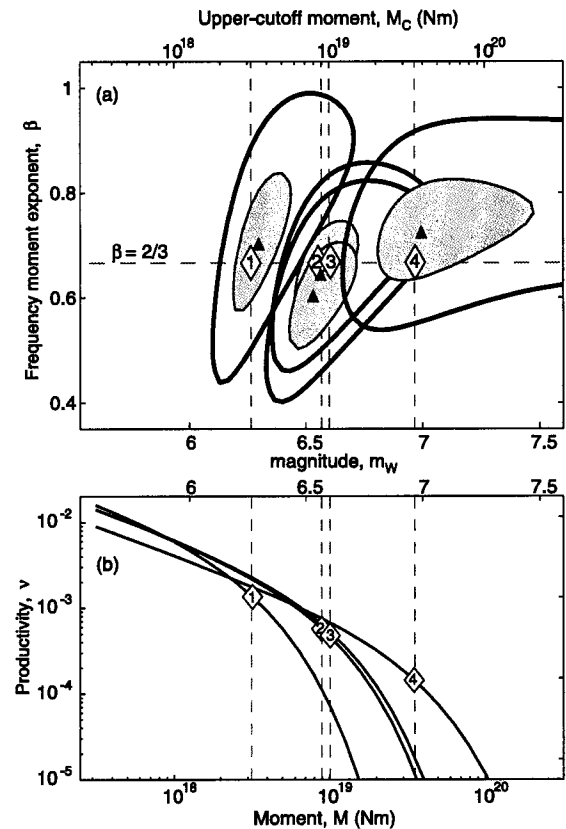 Upper-cutoff moment, M_C (Nm)
10^18 10^19 10^20
(a)
Frequency moment exponent, β
1
0.8
0.6
0.4
β = 2/3
1 2 3 4
6 6.5 7 7.5
magnitude, m_W
6 6.5 7 7.5
(b)
Productivity, ν
10^-2
10^-3
10^-4
10^-5
1 2 3 4
10^18 10^19 10^20
Moment, M (Nm)